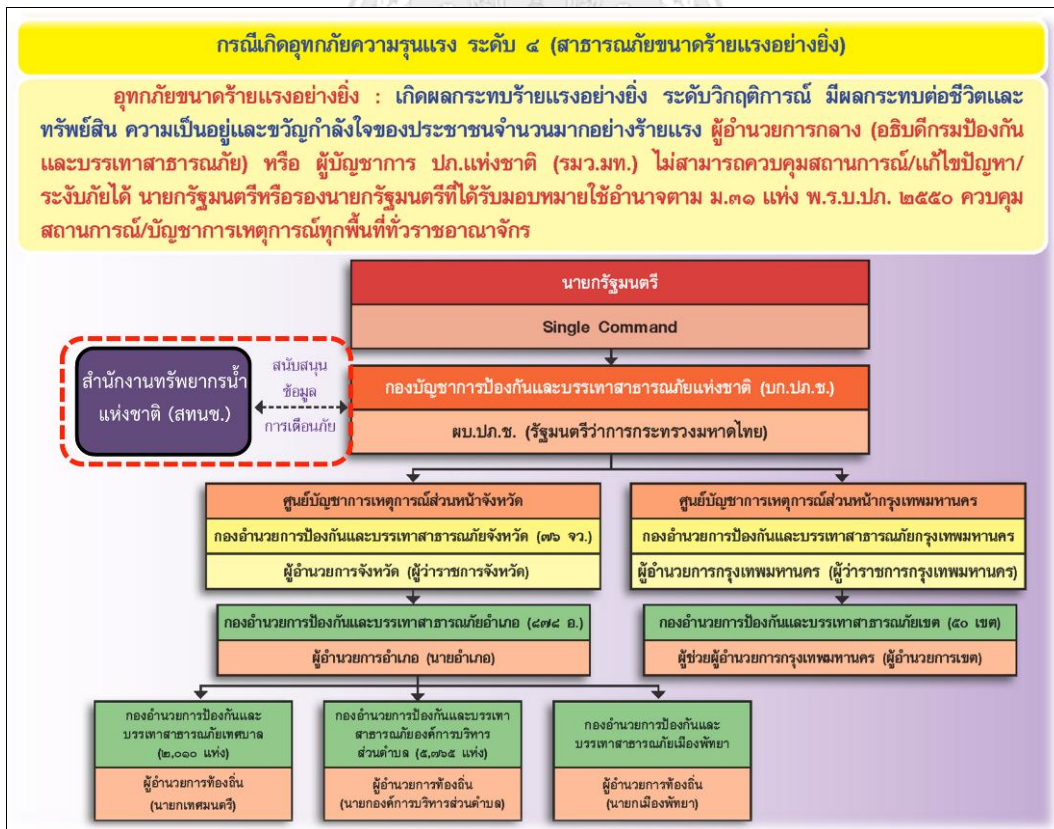 กรณีเกิดอุทกภัยความรุนแรง ระดับ ๔ (สาธารณภัยขนาดร้ายแรงอย่างยิ่ง)
อุทกภัยขนาดร้ายแรงอย่างยิ่ง : เกิดผลกระทบร้ายแรงอย่างยิ่ง ระดับวิกฤติการณ์ มีผลกระทบต่อชีวิตและ
ทรัพย์สิน ความเป็นอยู่และขวัญกำลังใจของประชาชนจำนวนมากอย่างร้ายแรง ผู้อำนวยการกลาง (อธิบดีกรมป้องกัน
และบรรเทาสาธารณภัย) หรือ ผู้บัญชาการ ปภ.แห่งชาติ (รมว.มท.) ไม่สามารถควบคุมสถานการณ์/แก้ไขปัญหา/
ระงับภัยได้ นายกรัฐมนตรีหรือรองนายกรัฐมนตรีที่ได้รับมอบหมายใช้อำนาจตาม ม.๓๑ แห่ง พ.ร.บ.ปภ. ๒๕๕๐ ควบคุม
สถานการณ์/บัญชาการเหตุการณ์ทุกพื้นที่ทั่วราชอาณาจักร
นายกรัฐมนตรี
Single Command
สำนักงานทรัพยากรน้ำ
แห่งชาติ (สทนช.)
สนับสนุน
ข้อมูล
การเตือนภัย
กองบัญชาการป้องกันและบรรเทาสาธารณภัยแห่งชาติ (บก.ปภ.ช.)
ผบ.ปภ.ช. (รัฐมนตรีว่าการกระทรวงมหาดไทย)
ศูนย์บัญชาการเหตุการณ์ส่วนหน้าจังหวัด
กองอำนวยการป้องกันและบรรเทาสาธารณภัยจังหวัด (๗๖ จว.)
ผู้อำนวยการจังหวัด (ผู้ว่าราชการจังหวัด)
ศูนย์บัญชาการเหตุการณ์ส่วนหน้ากรุงเทพมหานคร
กองอำนวยการป้องกันและบรรเทาสาธารณภัยกรุงเทพมหานคร
ผู้อำนวยการกรุงเทพมหานคร (ผู้ว่าราชการกรุงเทพมหานคร)
กองอำนวยการป้องกันและบรรเทาสาธารณภัยอำเภอ (๘๗๘ อ.)
ผู้อำนวยการอำเภอ (นายอำเภอ)
กองอำนวยการป้องกันและบรรเทาสาธารณภัยเขต (๕๐ เขต)
ผู้ช่วยผู้อำนวยการกรุงเทพมหานคร (ผู้อำนวยการเขต)
กองอำนวยการป้องกันและ
บรรเทาสาธารณภัยเทศบาล
(๒,๐๑๐ แห่ง)
ผู้อำนวยการท้องถิ่น
(นายกเทศมนตรี)
กองอำนวยการป้องกันและบรรเทา
สาธารณภัยองค์การบริหาร
ส่วนตำบล (๕,๗๖๕ แห่ง)
ผู้อำนวยการท้องถิ่น
(นายกองค์การบริหารส่วนตำบล)
กองอำนวยการป้องกันและ
บรรเทาสาธารณภัยเมืองพัทยา
ผู้อำนวยการท้องถิ่น
(นายกเมืองพัทยา)